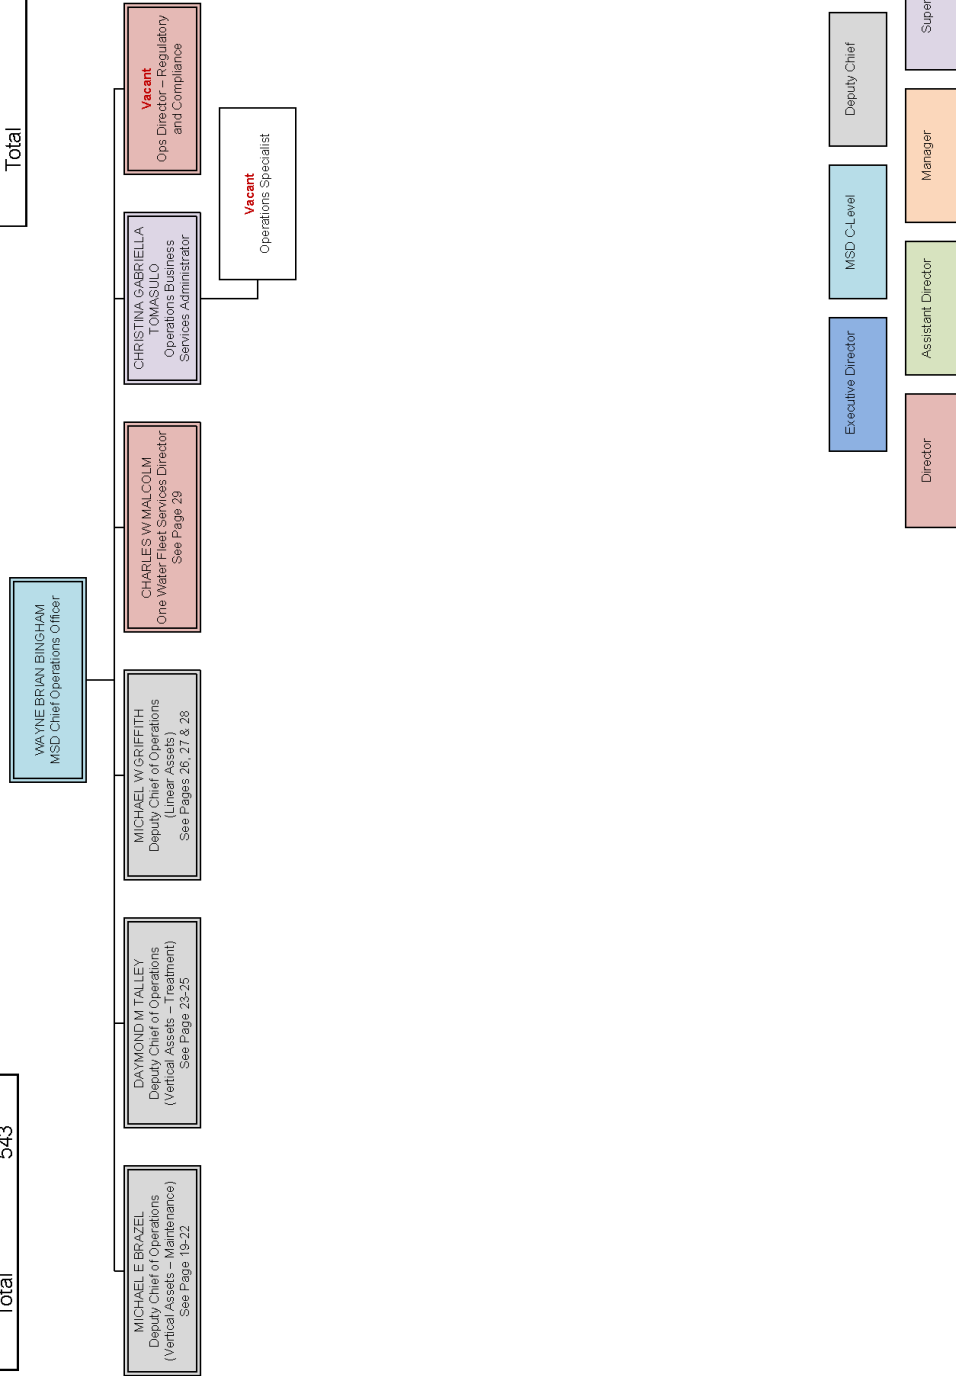 Total 543
Total
WAYNE BRIAN BINGHAM
MSD Chief Operations Officer
MICHAEL E BRAZEL
Deputy Chief of Operations
(Vertical Assets – Maintenance)
See Page 19-22
DAYMOND M TALLEY
Deputy Chief of Operations
(Vertical Assets – Treatment)
See Page 23-25
MICHAEL W GRIFFITH
Deputy Chief of Operations
(Linear Assets)
See Pages 26, 27 & 28
CHARLES W MALCOLM
One Water Fleet Services Director
See Page 29
CHRISTINA GABRIELLA
TOMASULO
Operations Business
Services Administrator
Vacant
Ops Director – Regulatory
and Compliance
Vacant
Operations Specialist
Executive Director
MSD C-Level
Deputy Chief
Director
Assistant Director
Manager